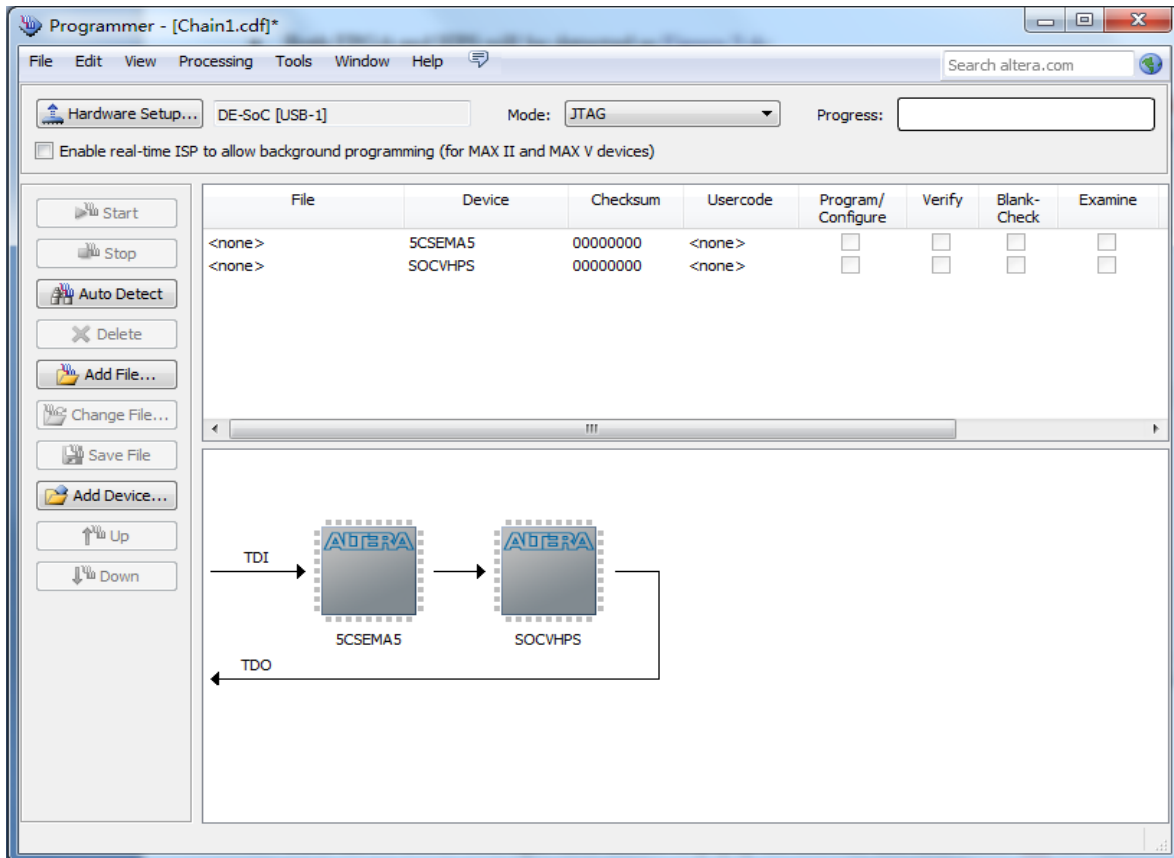 Programmer - [Chain1.cdf]*
File Edit View Processing Tools Window Help
Search altera.com
Hardware Setup... DE-SoC [USB-1] Mode: JTAG Progress:
Enable real-time ISP to allow background programming (for MAX II and MAX V devices)
Start
Stop
Auto Detect
Delete
Add File...
Change File...
Save File
Add Device...
Up
Down
File Device Checksum Usercode Program/ Verify Blank- Examine
Configure Check
<none> 5CSEMA5 00000000 <none>
<none> SOCVHPS 00000000 <none>
TDI
ALTERA
ALTERA
5CSEMA5
SOCVHPS
TDO